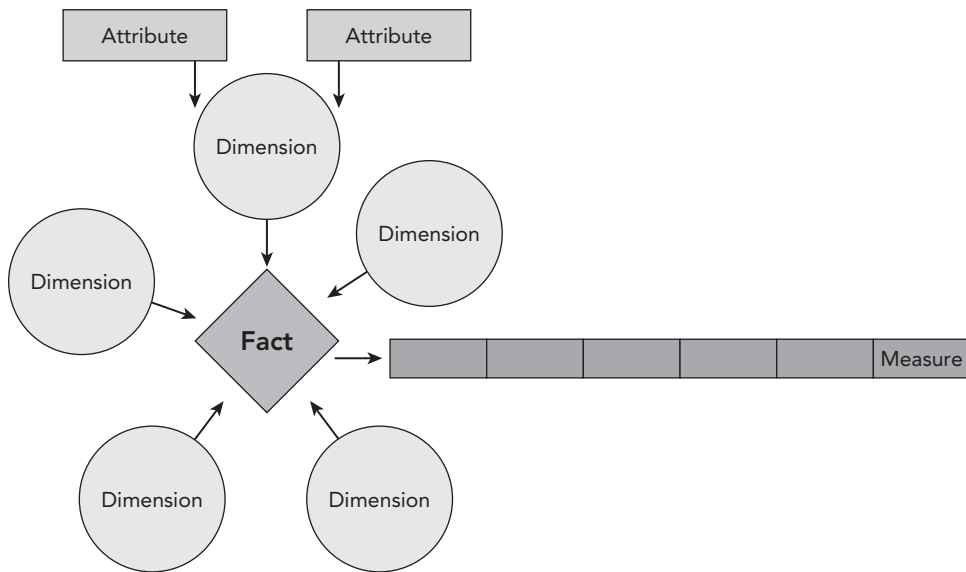 Attribute
Attribute
Dimension
Dimension
Dimension
Fact
Measure
Dimension
Dimension